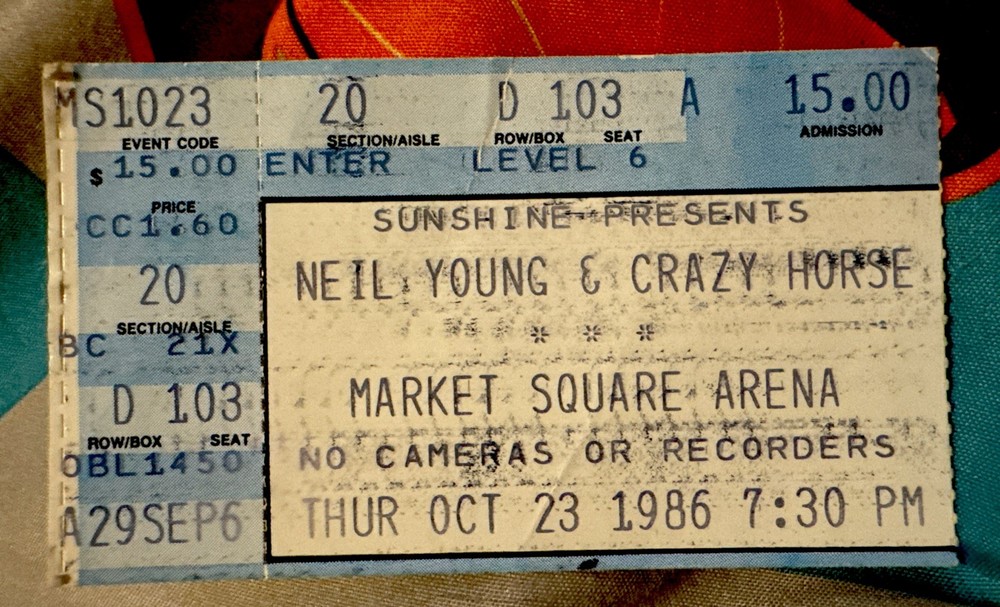 MS1023 20 D 103 A 15.00
EVENT CODE SECTION/AISLE ROW/BOX SEAT ADMISSION
$ 15.00 ENTER LEVEL 6
PRICE
CC1.60
20
SECTION/AISLE
BC 21X
D 103
ROW/BOX SEAT
OBL1450
A29SEP6
SUNSHINE PRESENTS
NEIL YOUNG & CRAZY HORSE
* * *
MARKET SQUARE ARENA
NO CAMERAS OR RECORDERS
THUR OCT 23 1986 7:30 PM